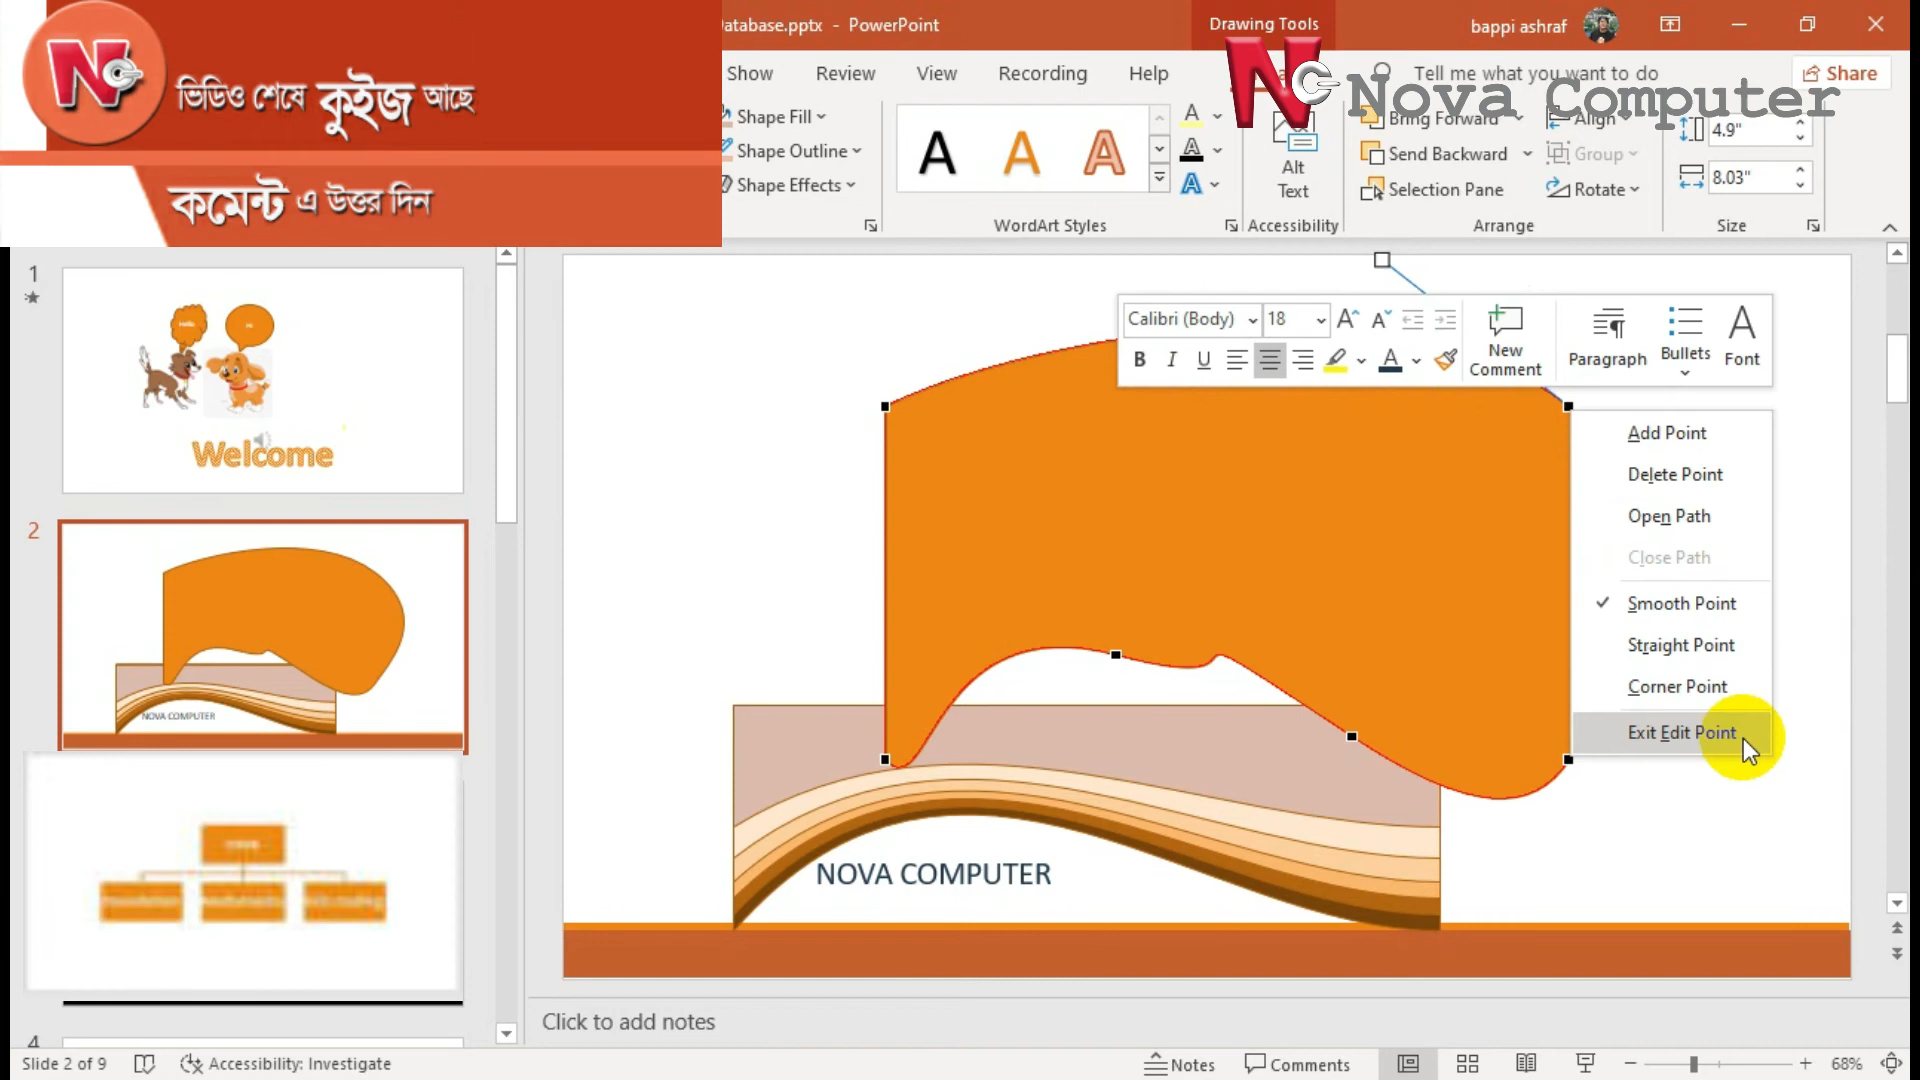 ভিডিও শেষে কুইজ আছে
কমেন্ট এ উত্তর দিন
atabase.pptx - PowerPoint
Drawing Tools
bappi ashraf
Show
Review
View
Recording
Help
Tell me what you want to do
Share
Nova Computer
Shape Fill
Shape Outline
Shape Effects
A A A
WordArt Styles
Alt
Text
Accessibility
Bring Forward
Send Backward
Selection Pane
Align
Group
Rotate
Arrange
4.9"
8.03"
Size
1
Welcome
2
NOVA COMPUTER
4
Calibri (Body)
18
B I U
New
Comment
Paragraph
Bullets
Font
Add Point
Delete Point
Open Path
Close Path
Smooth Point
Straight Point
Corner Point
Exit Edit Point
NOVA COMPUTER
Click to add notes
Slide 2 of 9
Accessibility: Investigate
Notes
Comments
68%